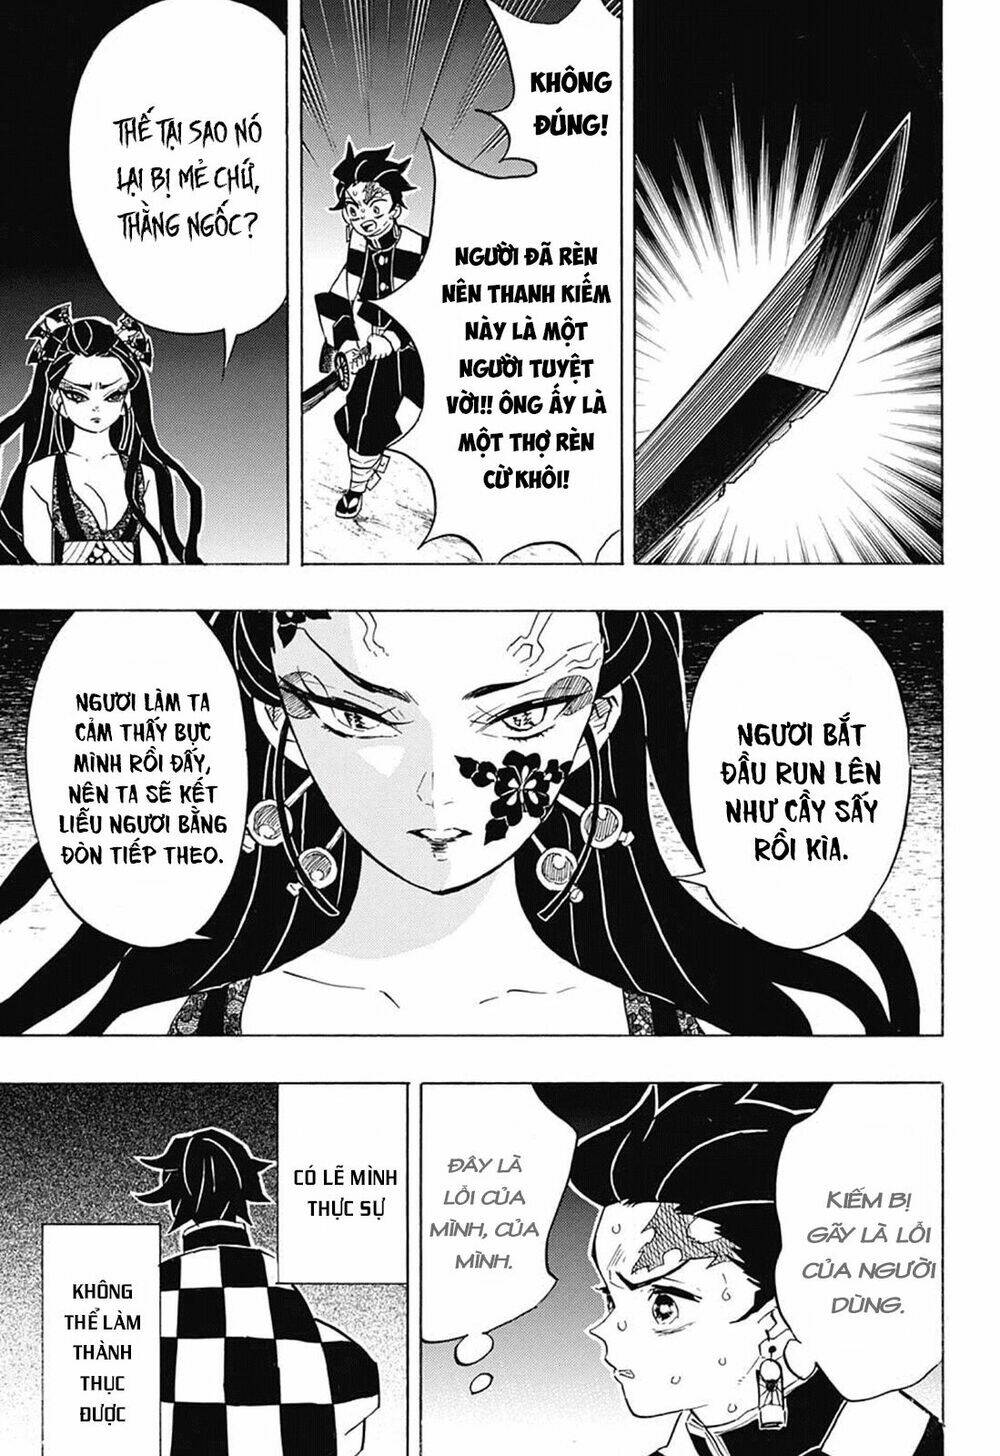 KHÔNG
ĐÚNG!
NGƯỜI ĐÃ RÈN
NÊN THANH KIẾM
NÀY LÀ MỘT
NGƯỜI TUYỆT
VỜI!! ÔNG ẤY LÀ
MỘT THỢ RÈN
CỪ KHÔI!
THẾ TẠI SAO NÓ
LẠI BỊ MẺ CHỨ,
THẰNG NGỐC?
NGƯƠI BẮT
ĐẦU RUN LÊN
NHƯ CẦY SẤY
RỒI KÌA.
NGƯƠI LÀM TA
CẢM THẤY BỰC
MÌNH RỒI ĐẤY,
NÊN TA SẼ KẾT
LIỄU NGƯƠI BẰNG
ĐÒN TIẾP THEO.
KIẾM BỊ
GÃY LÀ LỖI
CỦA NGƯỜI
DÙNG.
ĐÂY LÀ
LỖI CỦA
MÌNH, CỦA
MÌNH.
CÓ LẼ MÌNH
THỰC SỰ
KHÔNG
THỂ LÀM
THÀNH
THỤC
ĐƯỢC